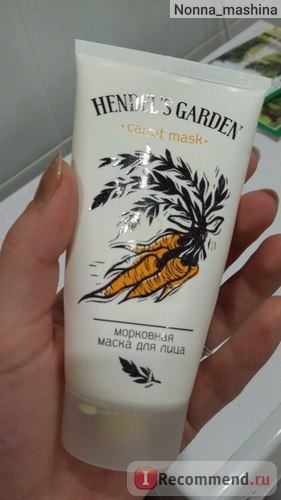 Nonna_mashina
HENDEL'S GARDEN
·carrot mask·
морковная
маска для лица
IRecommend.ru